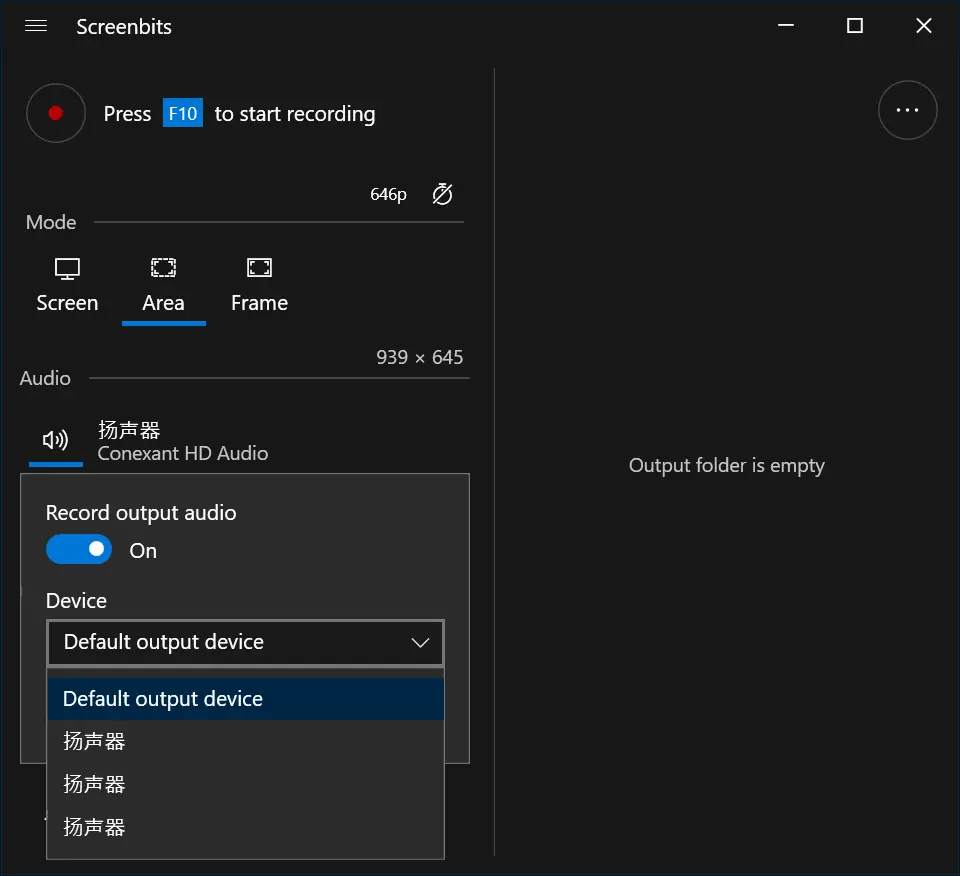 Screenbits
Press F10 to start recording
646p
Mode
Screen Area Frame
939 × 645
Audio
扬声器
Conexant HD Audio
Record output audio
On
Device
Default output device
Default output device
扬声器
扬声器
扬声器
Output folder is empty